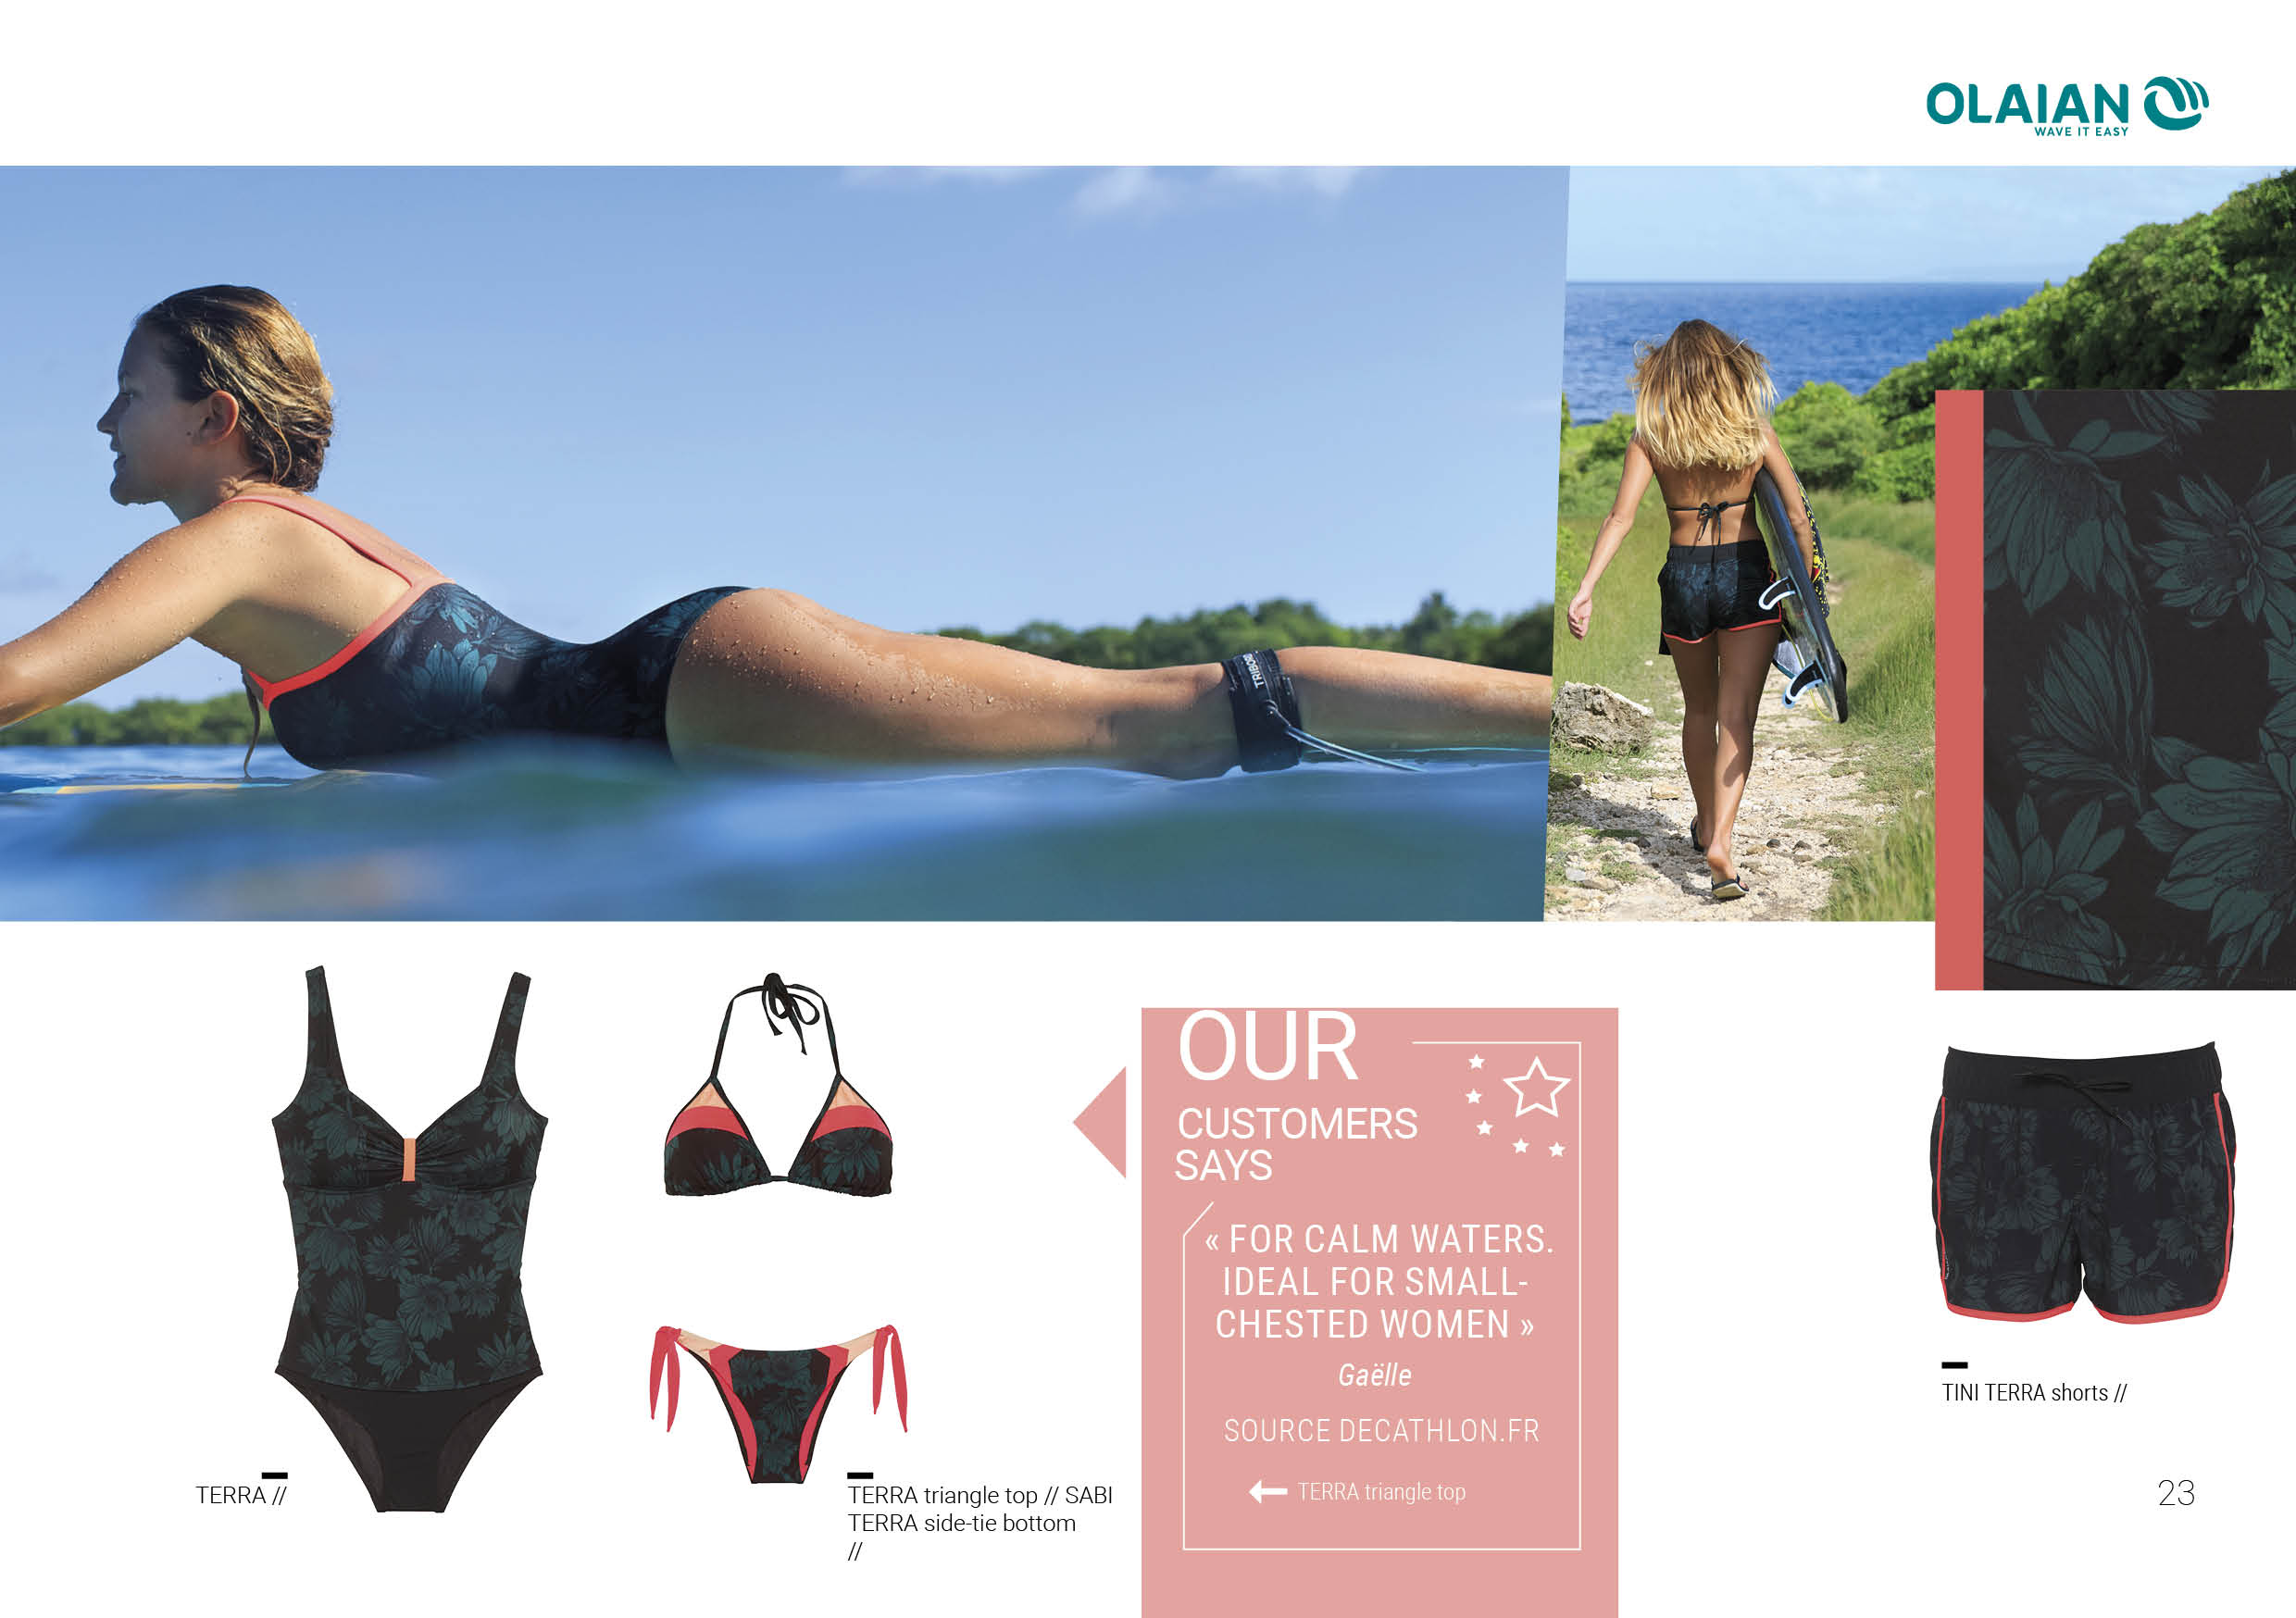 OLAIAN
WAVE IT EASY
TRIBOR
OUR
CUSTOMERS
SAYS
« FOR CALM WATERS.
IDEAL FOR SMALL-
CHESTED WOMEN »
Gaëlle
SOURCE DECATHLON.FR
TERRA triangle top
TERRA //
TERRA triangle top // SABI
TERRA side-tie bottom
//
TINI TERRA shorts //
23